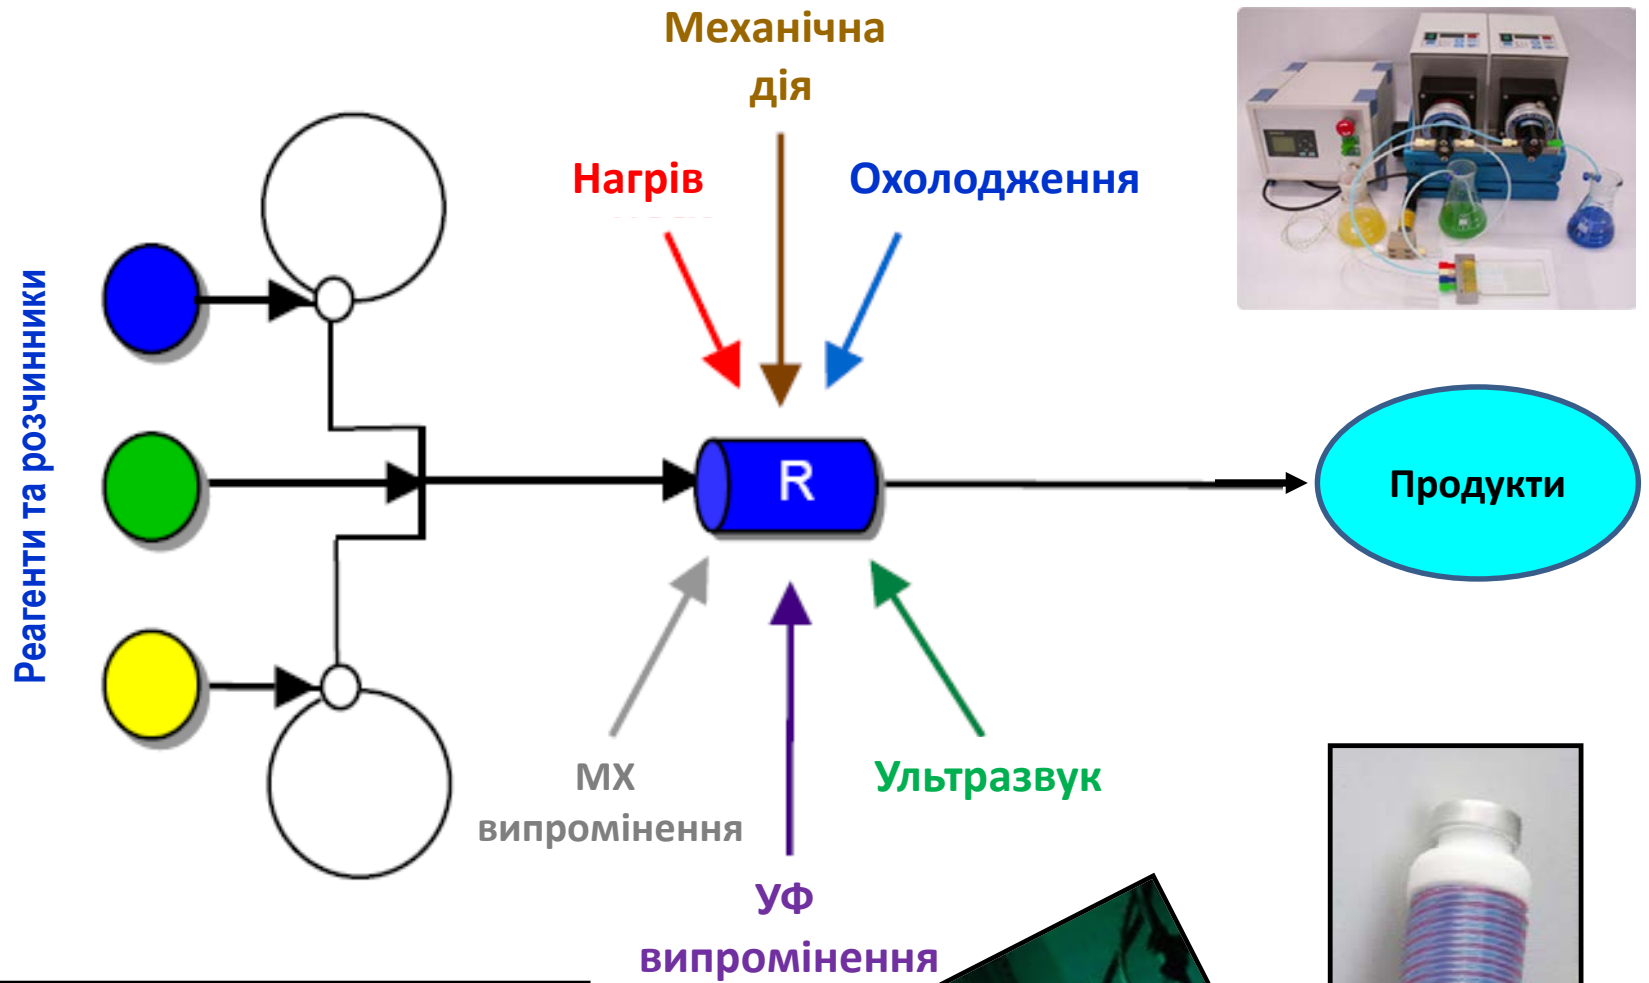 Механічна
дія
Нагрів
Охолодження
Реагенти та розчинники
R
Продукти
МХ
випромінення
Ультразвук
УФ
випромінення